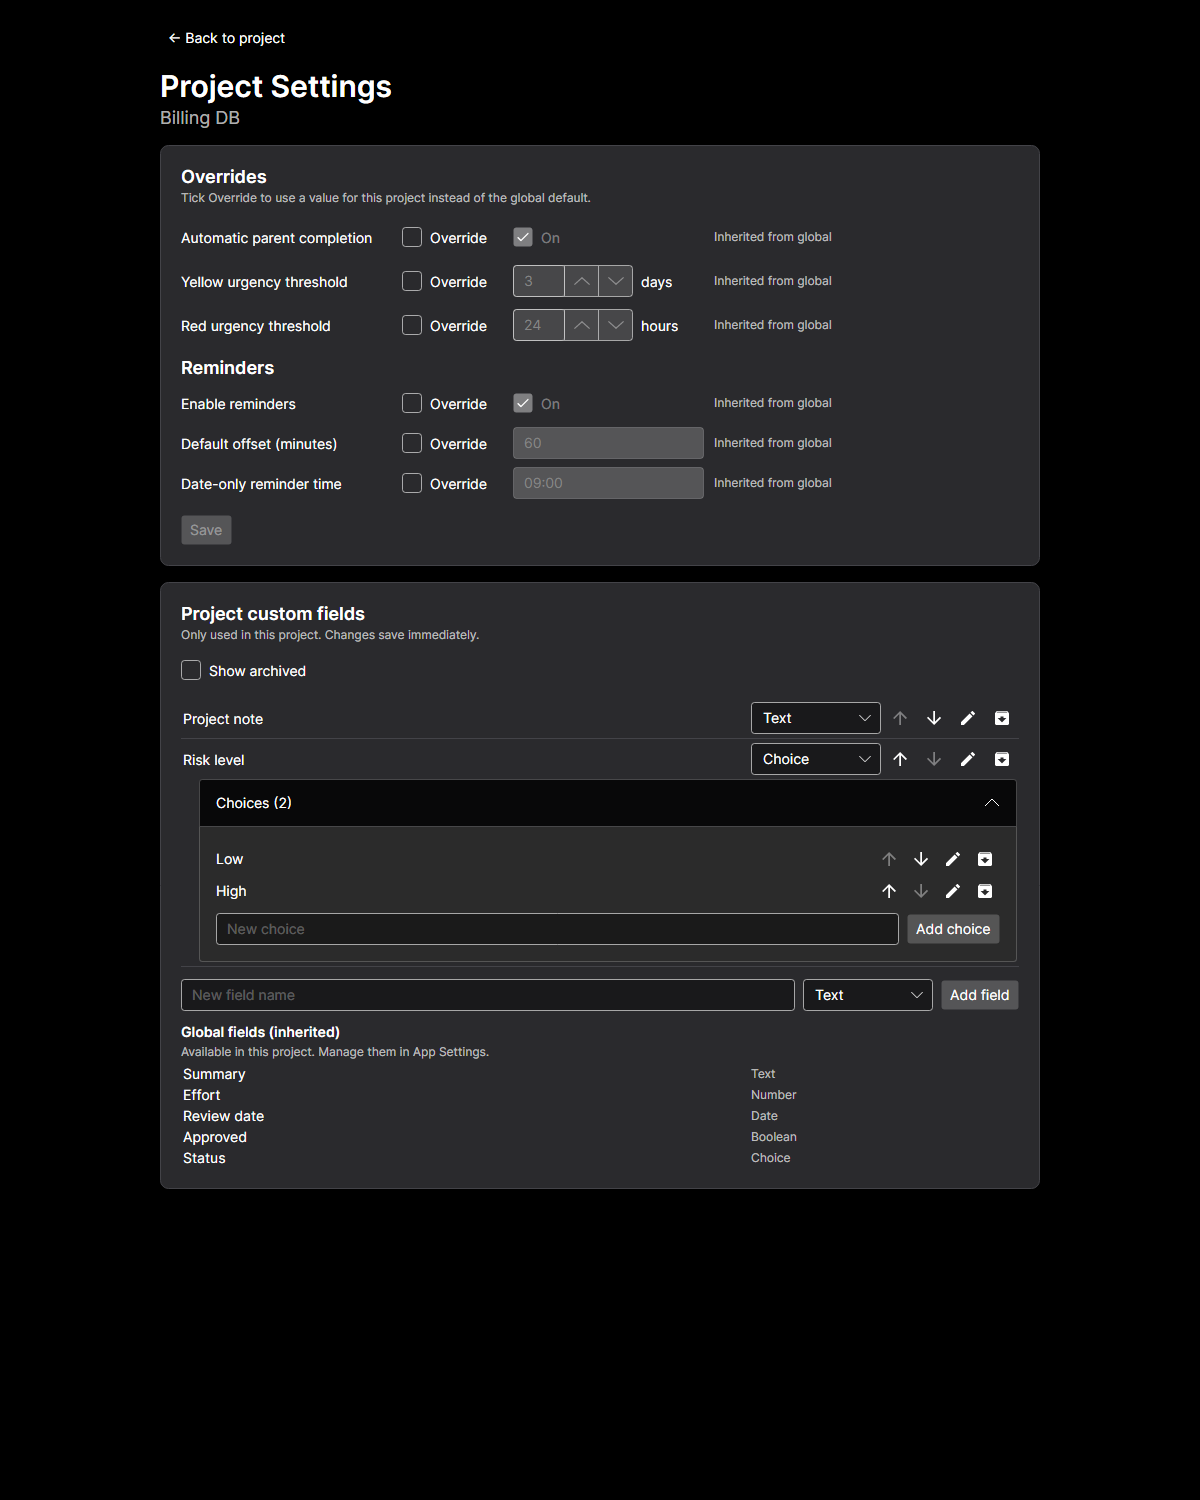 ← Back to project
Project Settings
Billing DB
Overrides
Tick Override to use a value for this project instead of the global default.
Automatic parent completion Override On Inherited from global
Yellow urgency threshold Override 3 days Inherited from global
Red urgency threshold Override 24 hours Inherited from global
Reminders
Enable reminders Override On Inherited from global
Default offset (minutes) Override 60 Inherited from global
Date-only reminder time Override 09:00 Inherited from global
Save
Project custom fields
Only used in this project. Changes save immediately.
Show archived
Project note Text
Risk level Choice
Choices (2)
Low
High
New choice Add choice
New field name Text Add field
Global fields (inherited)
Available in this project. Manage them in App Settings.
Summary Text
Effort Number
Review date Date
Approved Boolean
Status Choice